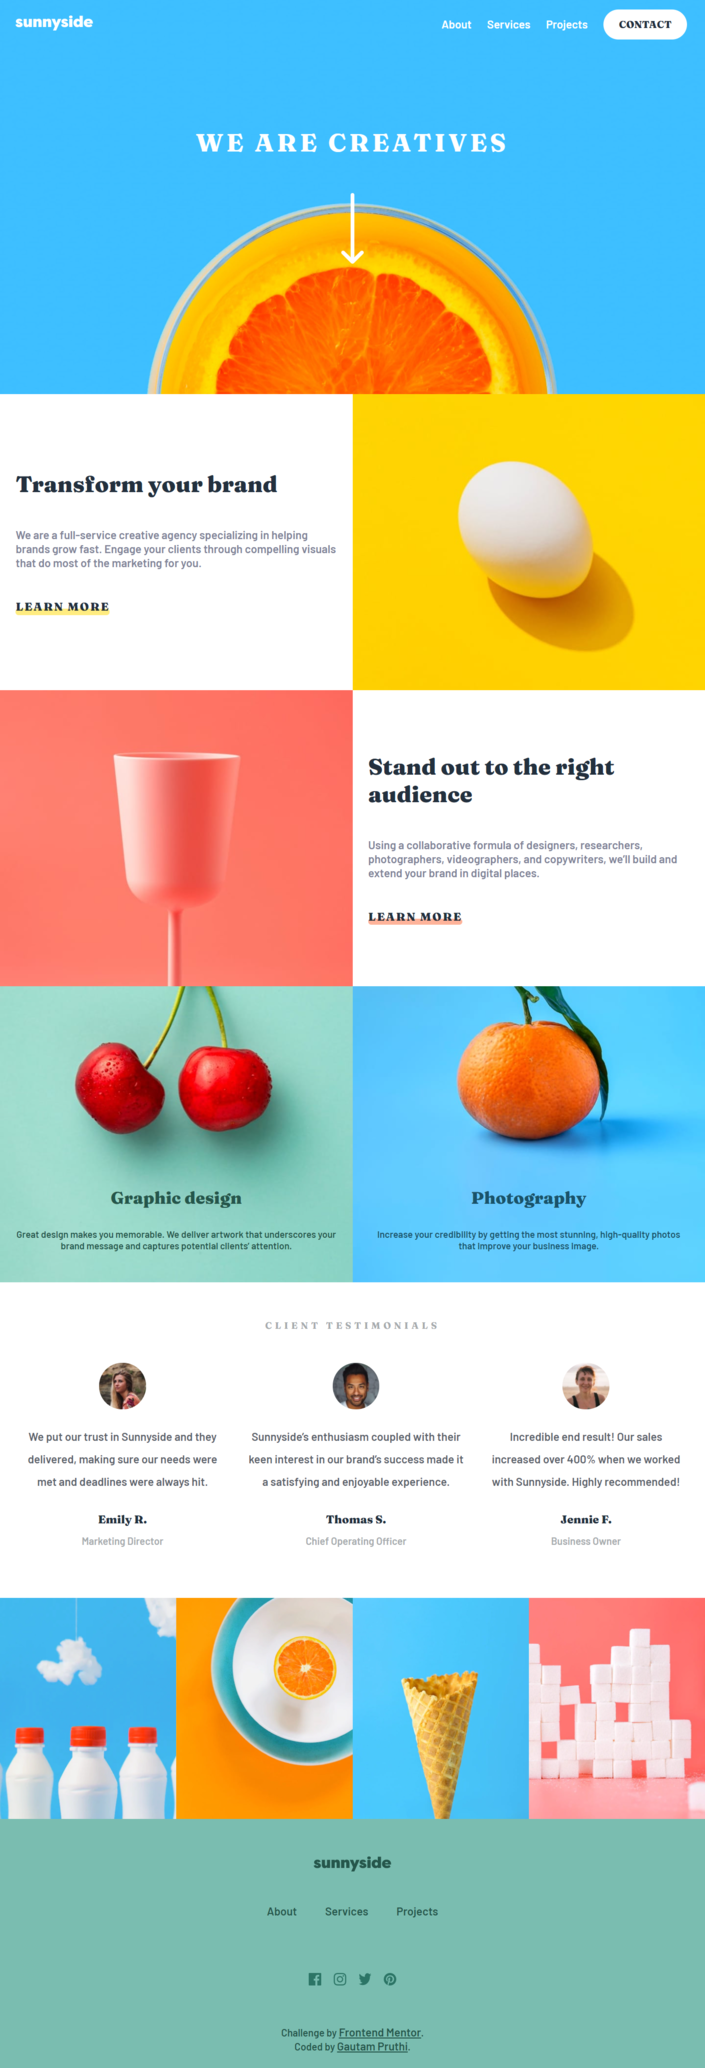 sunnyside
About Services Projects CONTACT
WE ARE CREATIVES
Transform your brand
We are a full-service creative agency specializing in helping
brands grow fast. Engage your clients through compelling visuals
that do most of the marketing for you.
LEARN MORE
Stand out to the right
audience
Using a collaborative formula of designers, researchers,
photographers, videographers, and copywriters, we’ll build and
extend your brand in digital places.
LEARN MORE
Graphic design
Great design makes you memorable. We deliver artwork that underscores your
brand message and captures potential clients’ attention.
Photography
Increase your credibility by getting the most stunning, high-quality photos
that improve your business image.
CLIENT TESTIMONIALS
We put our trust in Sunnyside and they
delivered, making sure our needs were
met and deadlines were always hit.
Emily R.
Marketing Director
Sunnyside’s enthusiasm coupled with their
keen interest in our brand’s success made it
a satisfying and enjoyable experience.
Thomas S.
Chief Operating Officer
Incredible end result! Our sales
increased over 400% when we worked
with Sunnyside. Highly recommended!
Jennie F.
Business Owner
sunnyside
About Services Projects
Challenge by Frontend Mentor.
Coded by Gautam Pruthi.